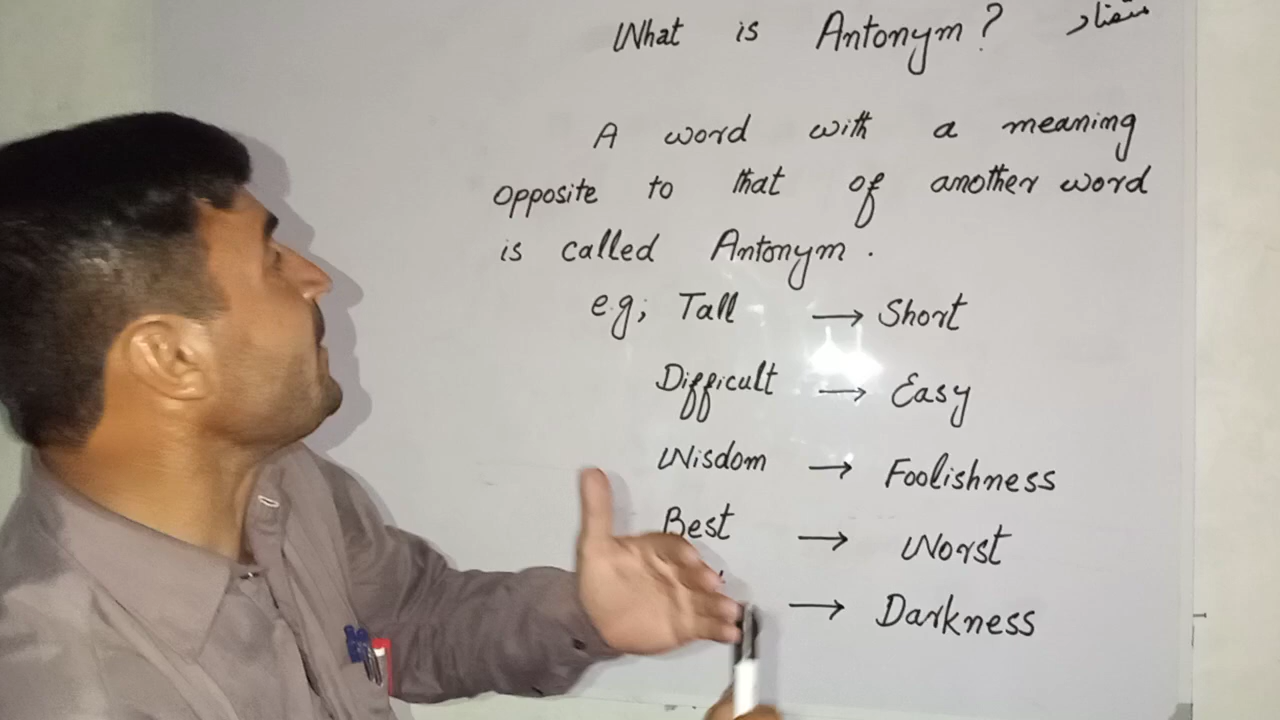 What is Antonym? متضاد
A word with a meaning
opposite to that of another word
is called Antonym.
e.g; Tall → Short
Difficult → Easy
Wisdom → Foolishness
Best → Worst
→ Darkness